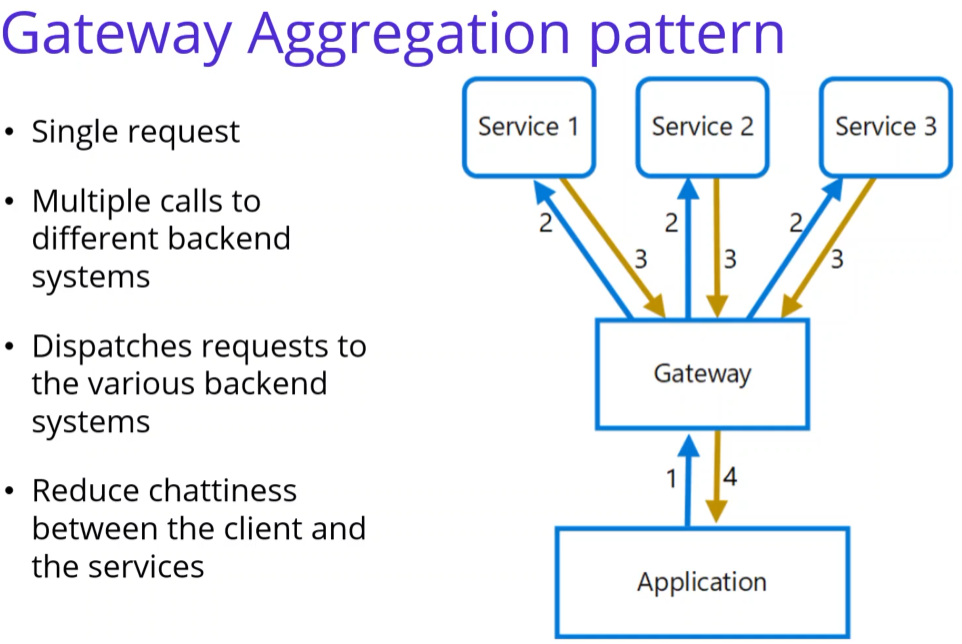 Gateway Aggregation pattern
• Single request
• Multiple calls to
different backend
systems
• Dispatches requests to
the various backend
systems
• Reduce chattiness
between the client and
the services
Service 1
Service 2
Service 3
2
2
2
3
3
3
Gateway
1
4
Application